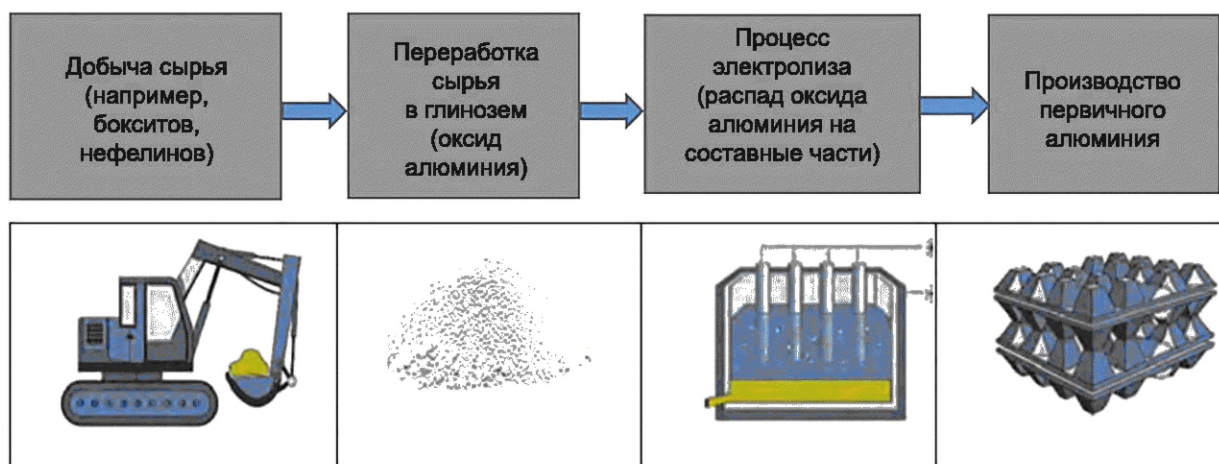 Добыча сырья
(например,
бокситов,
нефелинов)
Переработка
сырья
в глинозем
(оксид
алюминия)
Процесс
электролиза
(распад оксида
алюминия на
составные части)
Производство
первичного
алюминия